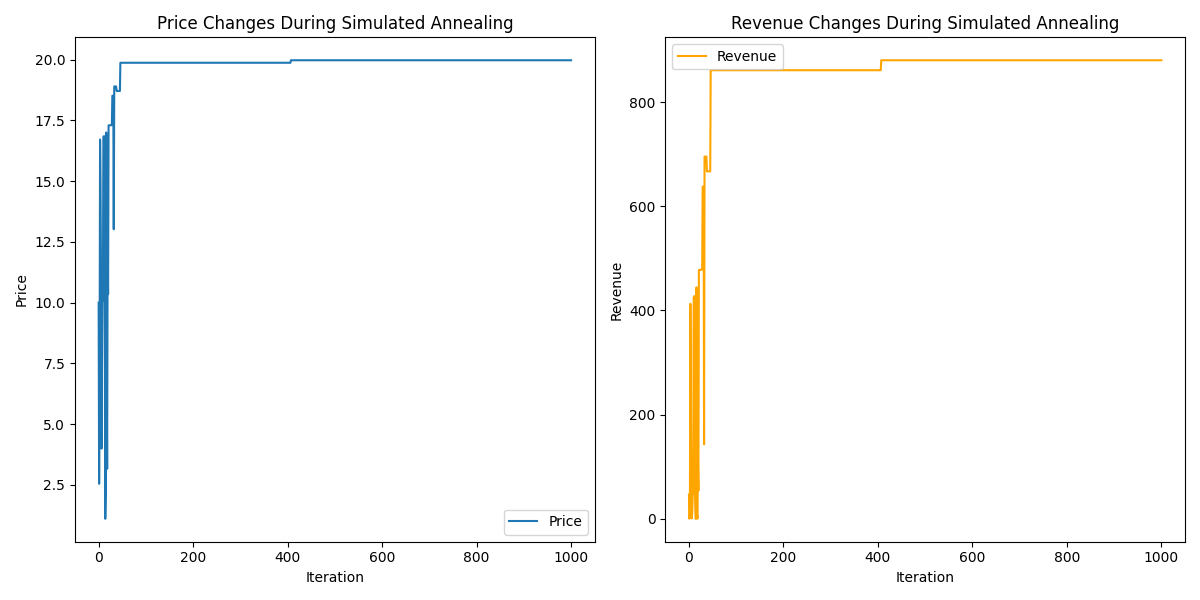 Price Changes During Simulated Annealing
20.0
17.5
15.0
12.5
10.0
7.5
5.0
2.5
Price
Price
0 200 400 600 800 1000
Iteration
Revenue Changes During Simulated Annealing
Revenue
800
600
400
200
0
Revenue
0 200 400 600 800 1000
Iteration